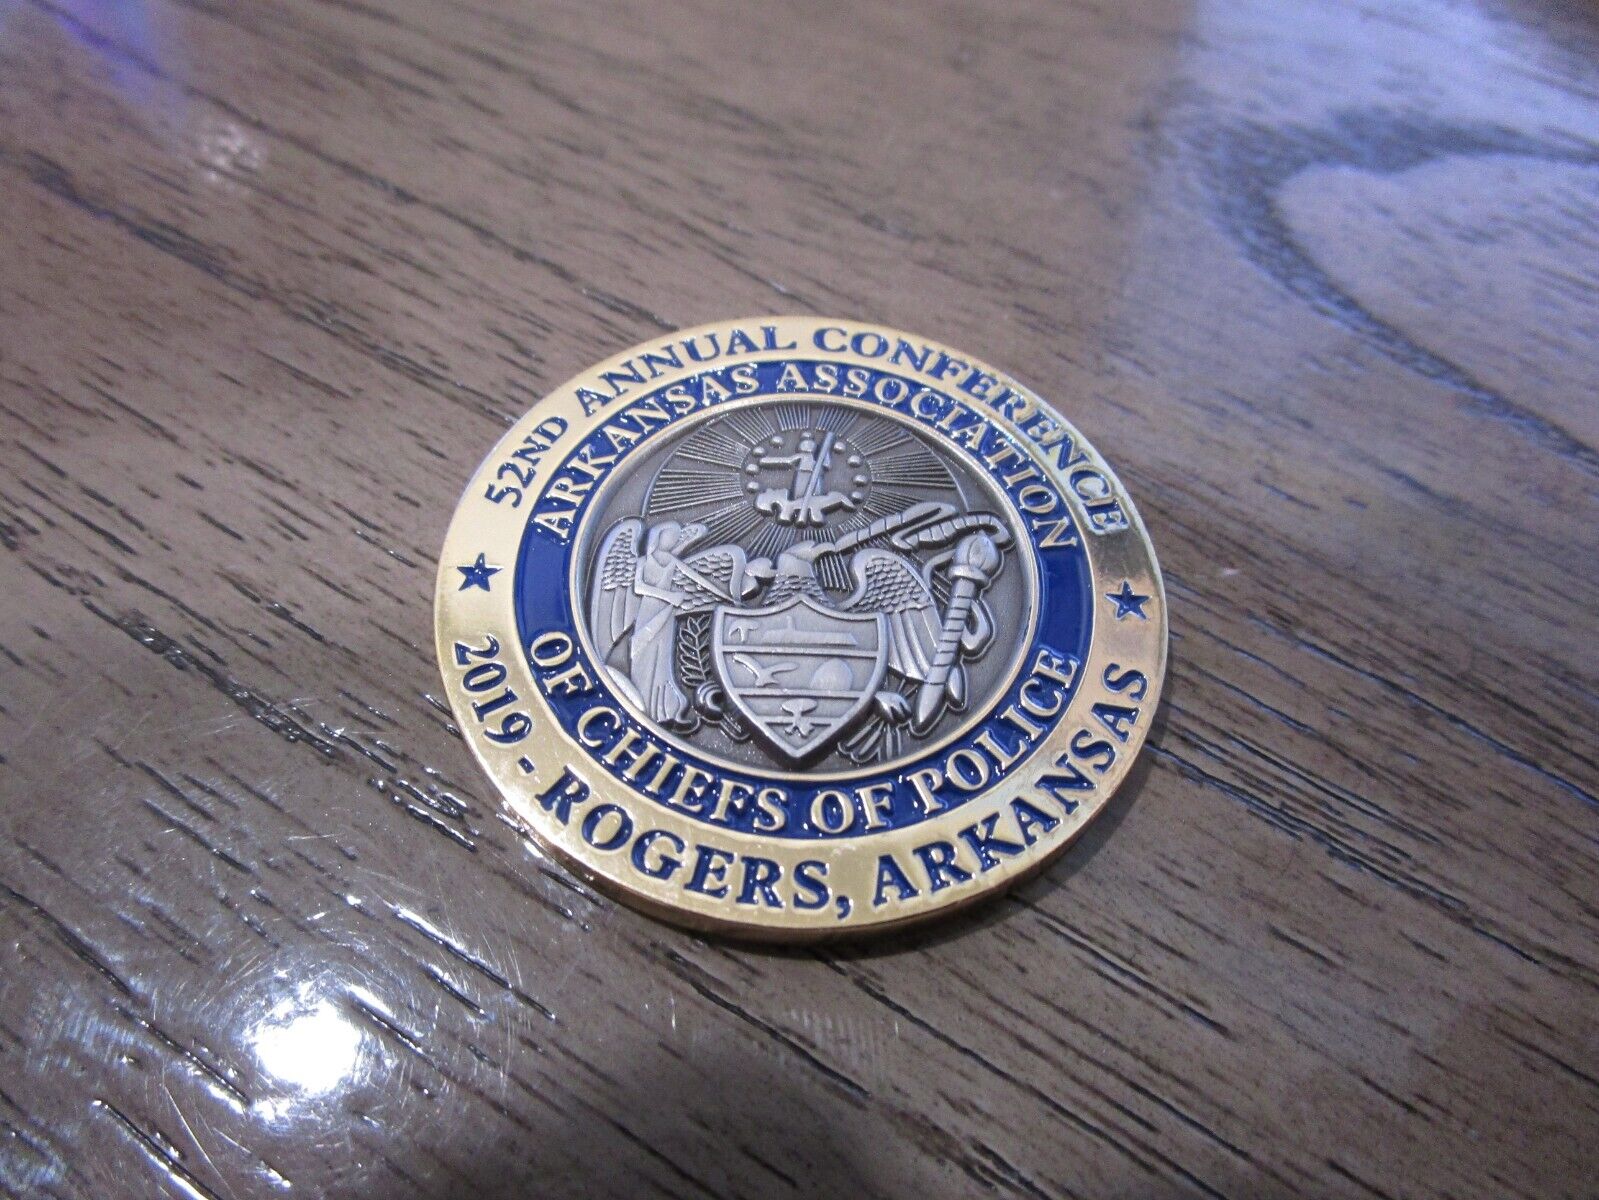 52ND ANNUAL CONFERENCE
ARKANSAS ASSOCIATION
OF CHIEFS OF POLICE
2019 - ROGERS, ARKANSAS